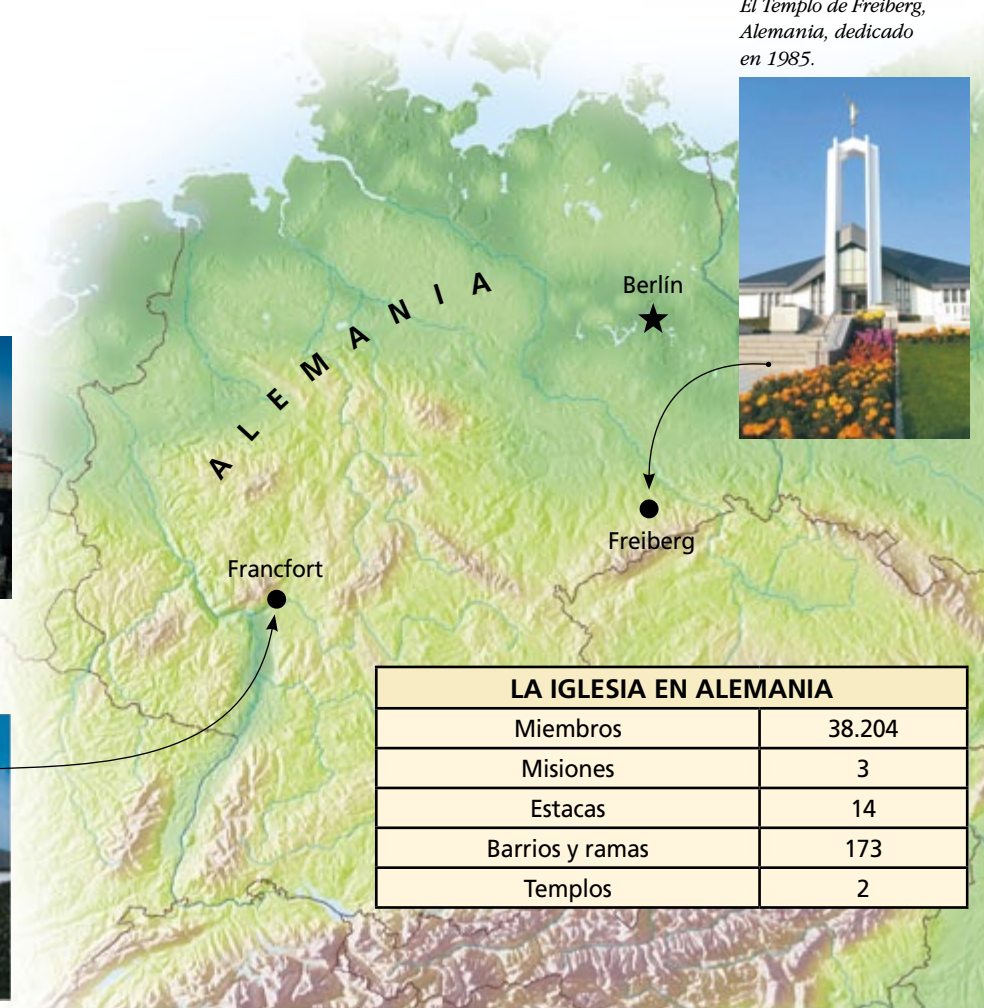 El Templo de Freiberg,
Alemania, dedicado
en 1985.
ALEMANIA
Berlín
Freiberg
Francfort
LA IGLESIA EN ALEMANIA
Miembros 38.204
Misiones 3
Estacas 14
Barrios y ramas 173
Templos 2